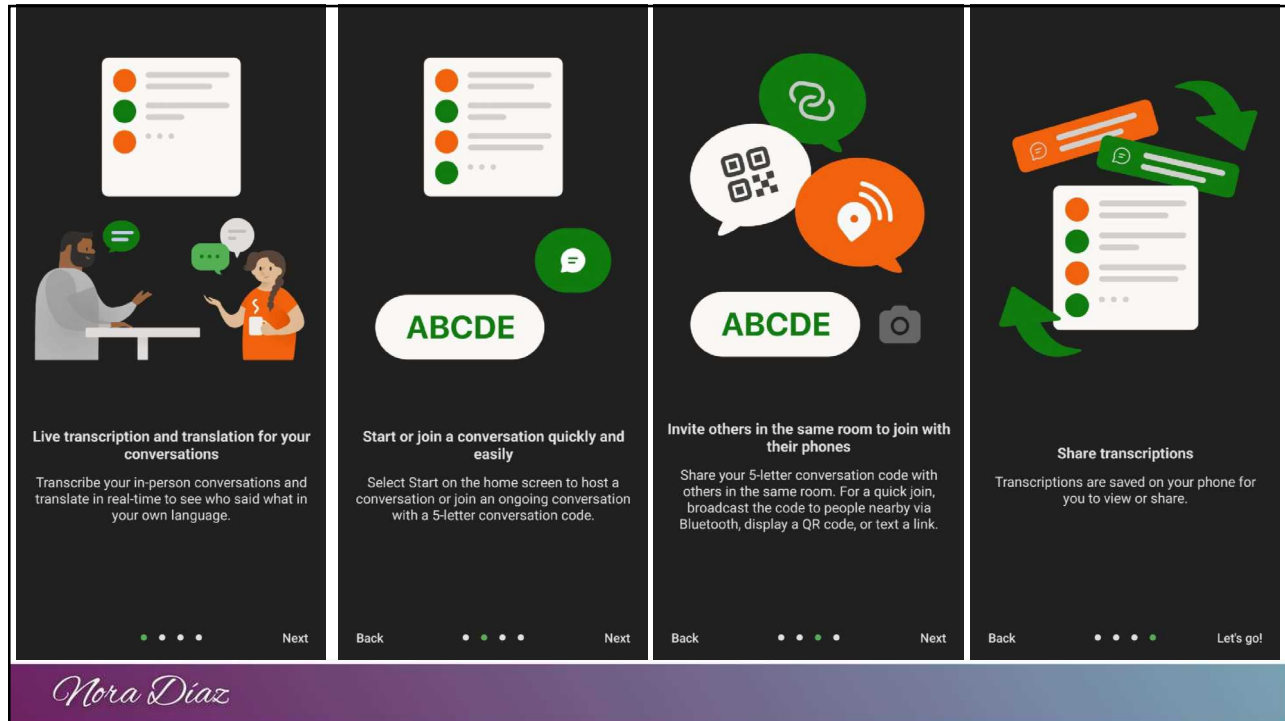 Live transcription and translation for your
conversations
Transcribe your in-person conversations and
translate in real-time to see who said what in
your own language.
Next
ABCDE
Start or join a conversation quickly and
easily
Select Start on the home screen to host a
conversation or join an ongoing conversation
with a 5-letter conversation code.
Back
Next
ABCDE
Invite others in the same room to join with
their phones
Share your 5-letter conversation code with
others in the same room. For a quick join,
broadcast the code to people nearby via
Bluetooth, display a QR code, or text a link.
Back
Next
Share transcriptions
Transcriptions are saved on your phone for
you to view or share.
Back
Let's go!
Nora Díaz